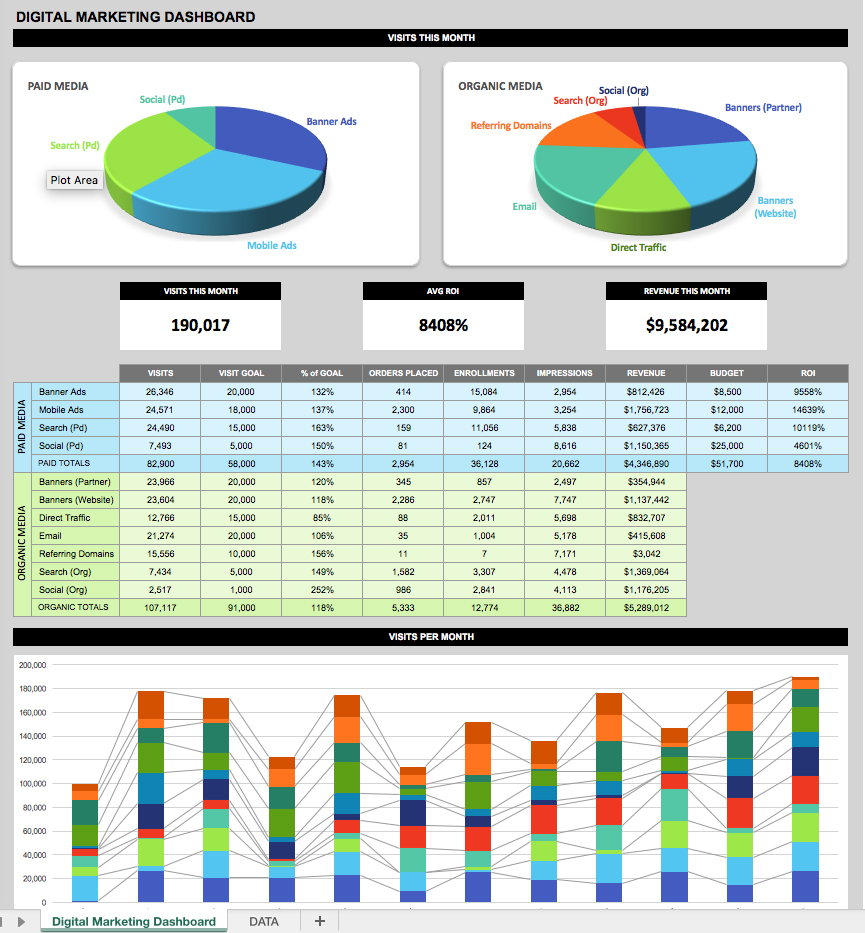 DIGITAL MARKETING DASHBOARD
VISITS THIS MONTH
PAID MEDIA
Social (Pd)
Banner Ads
Search (Pd)
Plot Area
Mobile Ads
ORGANIC MEDIA
Social (Org)
Search (Org)
Banners (Partner)
Referring Domains
Email
Banners
(Website)
Direct Traffic
VISITS THIS MONTH
190,017
AVG ROI
8408%
REVENUE THIS MONTH
$9,584,202
VISITS VISIT GOAL % of GOAL ORDERS PLACED ENROLLMENTS IMPRESSIONS REVENUE BUDGET ROI
PAID MEDIA
Banner Ads 26,346 20,000 132% 414 15,084 2,954 $812,426 $8,500 9558%
Mobile Ads 24,571 18,000 137% 2,300 9,864 3,254 $1,756,723 $12,000 14639%
Search (Pd) 24,490 15,000 163% 159 11,056 5,838 $627,376 $6,200 10119%
Social (Pd) 7,493 5,000 150% 81 124 8,616 $1,150,365 $25,000 4601%
PAID TOTALS 82,900 58,000 143% 2,954 36,128 20,662 $4,346,890 $51,700 8408%
ORGANIC MEDIA
Banners (Partner) 23,966 20,000 120% 345 857 2,497 $354,944
Banners (Website) 23,604 20,000 118% 2,286 2,747 7,747 $1,137,442
Direct Traffic 12,766 15,000 85% 88 2,011 5,698 $832,707
Email 21,274 20,000 106% 35 1,004 5,178 $415,608
Referring Domains 15,556 10,000 156% 11 7 7,171 $3,042
Search (Org) 7,434 5,000 149% 1,582 3,307 4,478 $1,369,064
Social (Org) 2,517 1,000 252% 986 2,841 4,113 $1,176,205
ORGANIC TOTALS 107,117 91,000 118% 5,333 12,774 36,882 $5,289,012
VISITS PER MONTH
200,000
180,000
160,000
140,000
120,000
100,000
80,000
60,000
40,000
20,000
0
Digital Marketing Dashboard DATA +